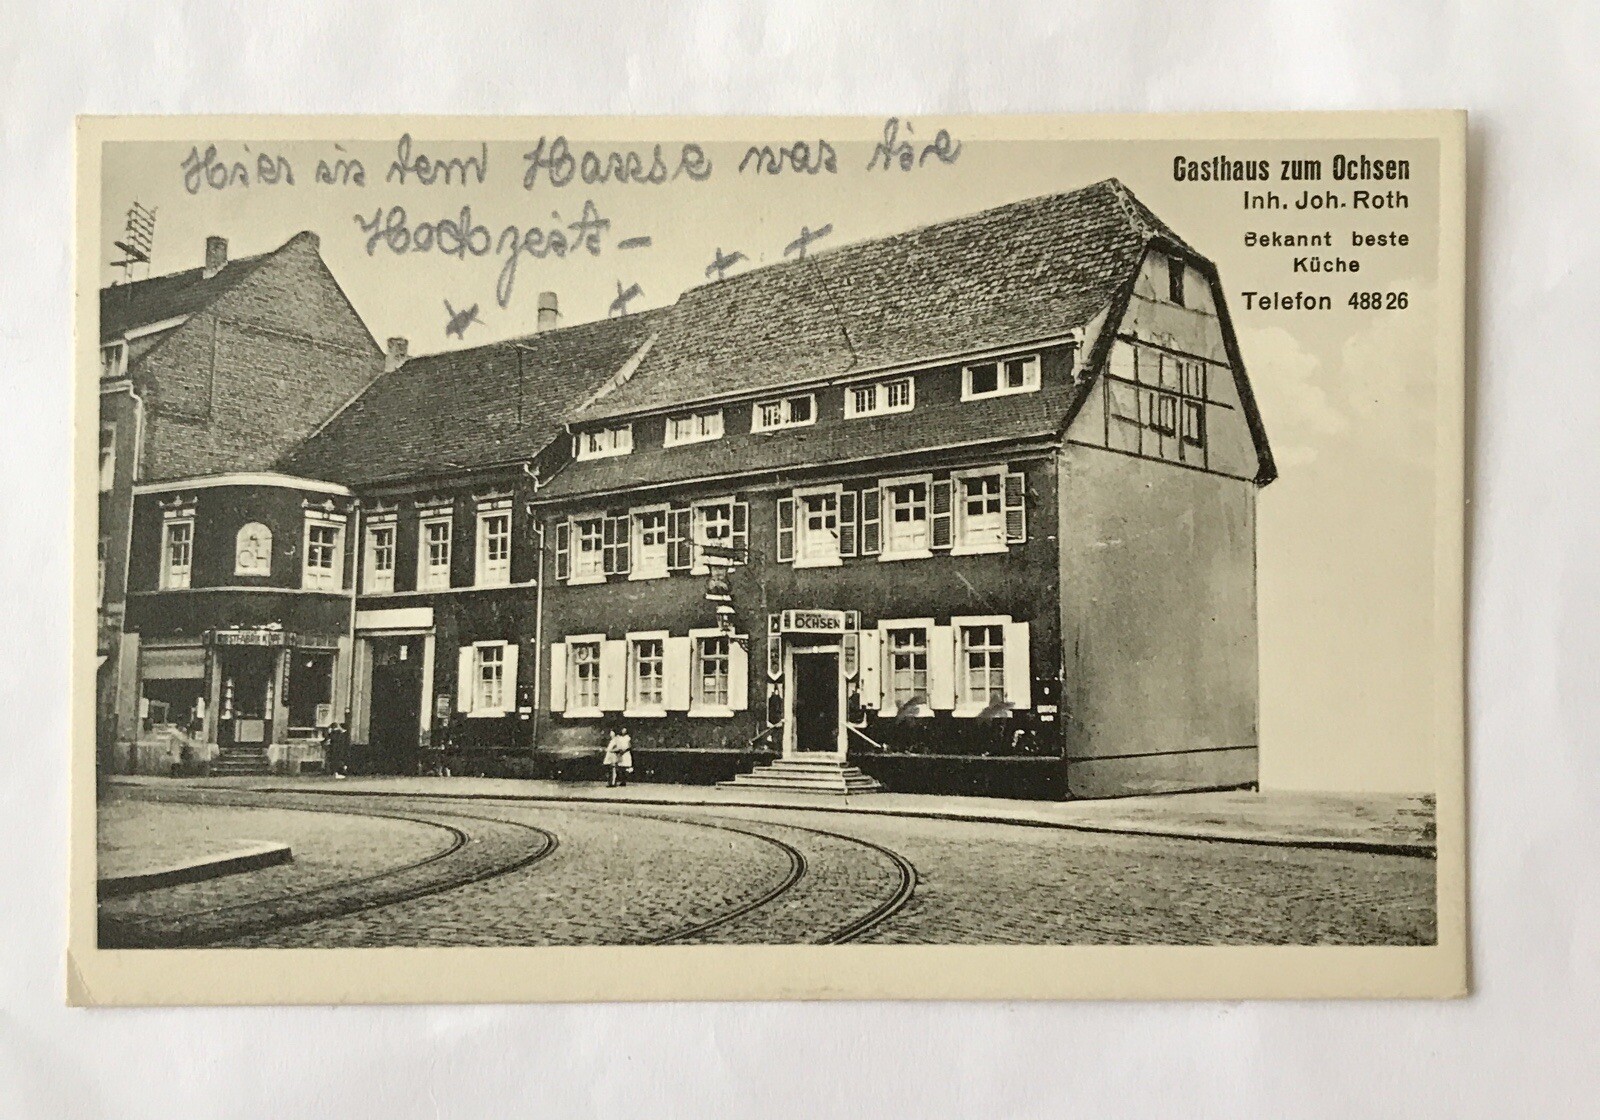 Hier in dem Hause war die
Hochzeit –
Gasthaus zum Ochsen
Inh. Joh. Roth
Bekannt beste
Küche
Telefon 48826
OCHSEN